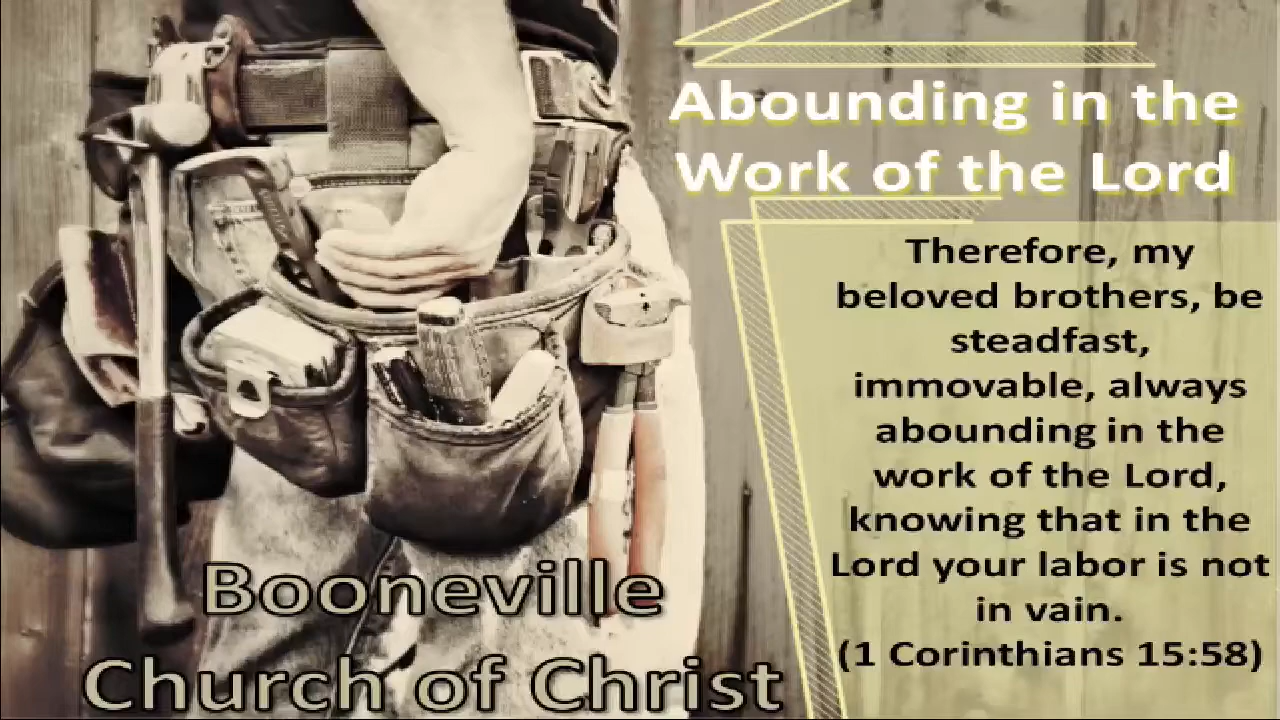 Abounding in the
Work of the Lord
Therefore, my
beloved brothers, be
steadfast,
immovable, always
abounding in the
work of the Lord,
knowing that in the
Lord your labor is not
in vain.
(1 Corinthians 15:58)
Booneville
Church of Christ